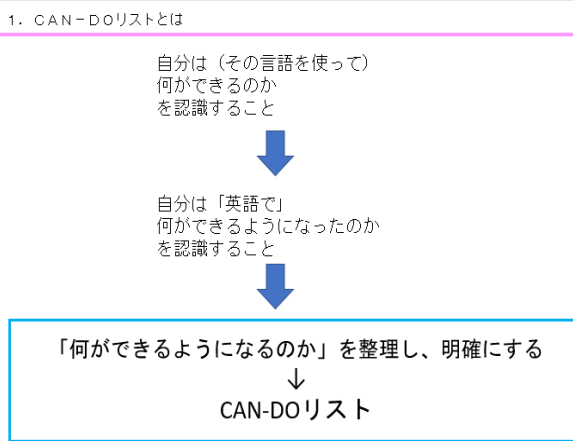 １．ＣＡＮ－ＤＯリストとは
自分は（その言語を使って）
何ができるのか
を認識すること
自分は「英語で」
何ができるようになったのか
を認識すること
「何ができるようになるのか」を整理し、明確にする
↓
CAN-DOリスト